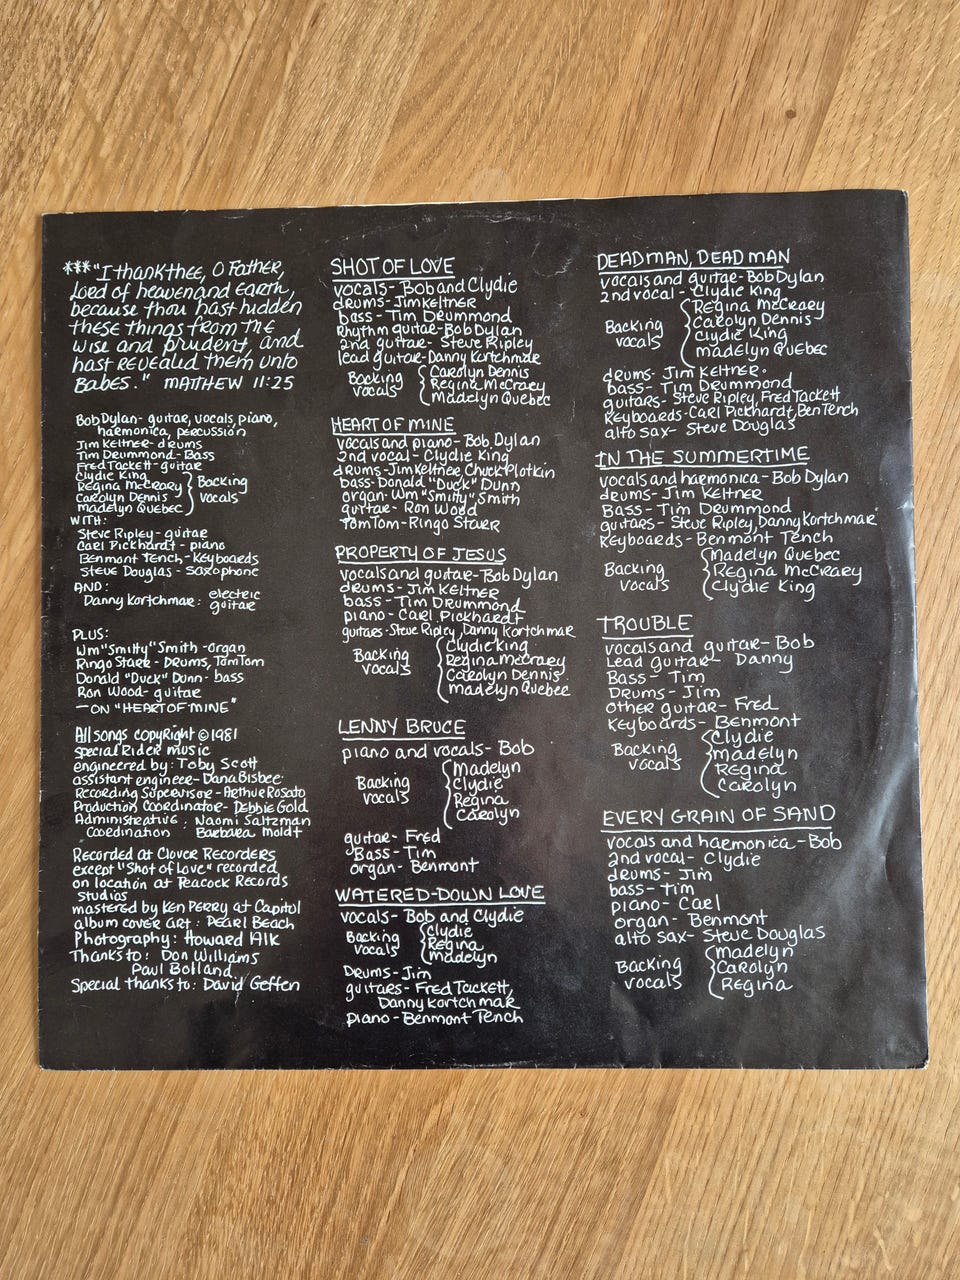 ***"I thank thee, O Father,
Lord of heaven and earth,
because thou hast hidden
these things from the
wise and prudent, and
hast revealed them unto
Babes." MATTHEW 11:25
Bob Dylan- guitar, vocals, piano,
harmonica, percussion
Jim Keltner- drums
Tim Drummond- Bass
Fred Tackett- guitar
Clydie King
Regina McCreary
Carolyn Dennis
madelyn Quebec
Backing
vocals
WITH:
Steve Ripley- guitar
Carl Pickhardt- piano
Benmont Tench- Keyboards
Steve Douglas- Saxophone
AND:
Danny Kortchmar: electric
guitar
PLUS:
Wm "Smitty" Smith -organ
Ringo Starr- Drums, Tam Tom
Donald "Duck" Dunn- bass
Ron Wood- guitar
—ON "HEART OF MINE"
All songs copyright ©1981
Special Rider music
engineered by: Toby Scott
assistant engineer- Dana Bisbee
Recording Supervisor- Arthur Rosato
Production Coordinator- Debbie Gold
Administrative : Naomi Saltzman
Coordination Barbara Moldt
Recorded at Clover Recorders
except "Shot of Love" recorded
on location at Peacock Records
Studios
mastered by Ken Perry at Capitol
album cover art: Pearl Beach
Photography: Howard Alk
Thanks to: Don Williams
Paul Bolland
Special thanks to: David Geffen
SHOT OF LOVE
vocals- Bob and Clydie
drums- Jim Keltner
bass- Tim Drummond
Rhythm guitar- Bob Dylan
2nd guitar- Steve Ripley
lead guitar- Danny Kortchmar
Backing
vocals
Carolyn Dennis
Regina McCrary
Madelyn Quebec
HEART OF MINE
vocals and piano- Bob Dylan
2nd vocal- Clydie King
drums- Jim Keltner, Chuck Plotkin
bass- Donald "Duck" Dunn
organ- Wm "Smitty" Smith
guitar- Ron Wood
Tom Tom- Ringo Starr
PROPERTY OF JESUS
vocals and guitar- Bob Dylan
drums- Jim Keltner
bass- Tim Drummond
piano- Carl Pickhardt
guitars- Steve Ripley, Danny Kortchmar
Backing
vocals
Clydie King
Regina McCrary
Carolyn Dennis
madelyn Quebec
LENNY BRUCE
piano and vocals- Bob
Backing
vocals
Madelyn
Clydie
Regina
Carolyn
guitar- Fred
Bass- Tim
organ- Benmont
WATERED-DOWN LOVE
vocals- Bob and Clydie
Backing
vocals
Clydie
Regina
madelyn
Drums- Jim
guitars- Fred Tackett,
Danny Kortchmar
piano- Benmont Tench
DEAD MAN, DEAD MAN
vocals and guitar- Bob Dylan
2nd vocal- Clydie King
Backing
vocals
Regina McCreary
Carolyn Dennis
Clydie King
madelyn Quebec
drums- Jim Keltner
bass- Tim Drummond
guitars- Steve Ripley, Fred Tackett
Keyboards- Carl Pickhardt, Ben Tench
alto sax- Steve Douglas
IN THE SUMMERTIME
vocals and harmonica- Bob Dylan
drums- Jim Keltner
Bass- Tim Drummond
guitars- Steve Ripley, Danny Kortchmar
Keyboards- Benmont Tench
Backing
vocals
Madelyn Quebec
Regina McCreary
Clydie King
TROUBLE
vocals and guitar- Bob
Lead guitar- Danny
Bass- Tim
Drums- Jim
other guitar- Fred
Keyboards- Benmont
Backing
vocals
Clydie
madelyn
Regina
Carolyn
EVERY GRAIN OF SAND
vocals and harmonica- Bob
2nd vocal- Clydie
drums- Jim
bass- Tim
piano- Carl
organ- Benmont
alto sax- Steve Douglas
Backing
vocals
madelyn
Carolyn
Regina